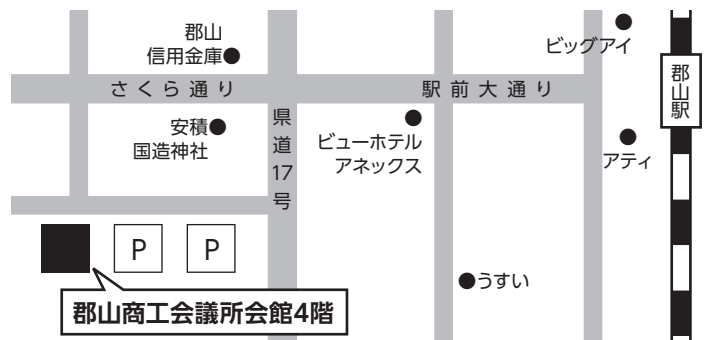 郡山
信用金庫
ビッグアイ
郡山駅
さくら通り
駅前大通り
安積
国造神社
県道17号
ビューホテル
アネックス
アティ
P
P
うすい
郡山商工会議所会館4階